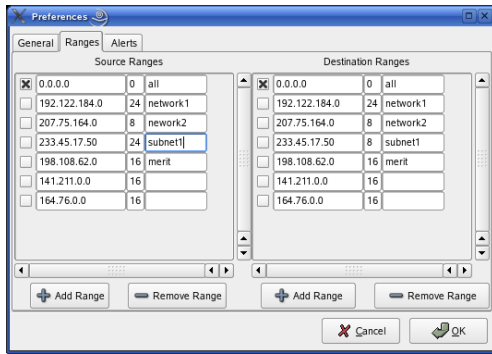 Preferences
General Ranges Alerts
Source Ranges
0.0.0.0 0 all
192.122.184.0 24 network1
207.75.164.0 8 nework2
233.45.17.50 24 subnet1
198.108.62.0 16 merit
141.211.0.0 16
164.76.0.0 16
Add Range Remove Range
Destination Ranges
0.0.0.0 0 all
192.122.184.0 24 network1
207.75.164.0 8 nework2
233.45.17.50 8 subnet1
198.108.62.0 16 merit
141.211.0.0 16
164.76.0.0 16
Add Range Remove Range
Cancel OK